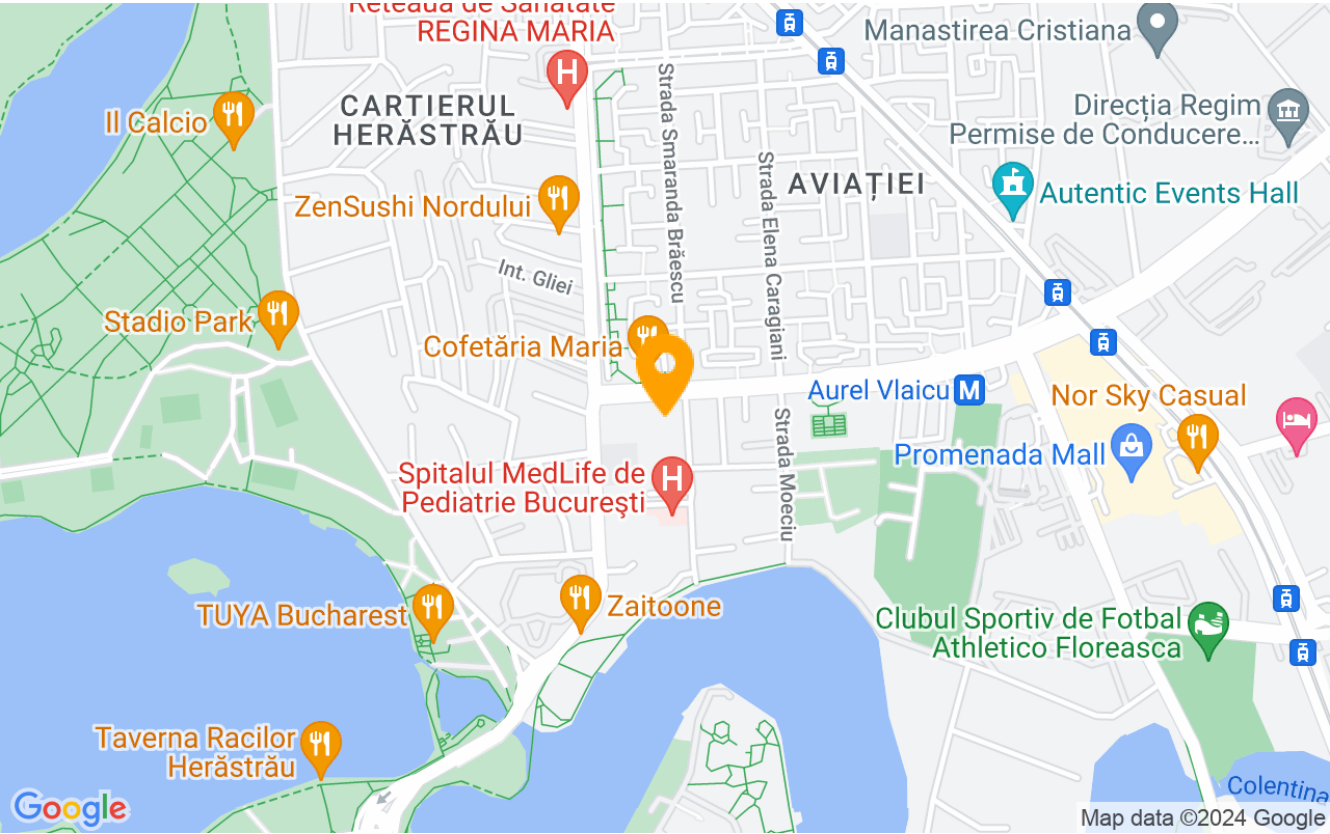 Rețeaua de Sănătate
REGINA MARIA
Manastirea Cristiana
CARTIERUL
HERĂSTRĂU
Il Calcio
Direcția Regim
Permise de Conducere...
Strada Smaranda Brăescu
Strada Elena Caragiani
AVIAȚIEI
Autentic Events Hall
ZenSushi Nordului
Int. Gliei
Stadio Park
Cofetăria Maria
Aurel Vlaicu
M
Nor Sky Casual
Promenada Mall
Strada Moeciu
H
H
Spitalul MedLife de
Pediatrie Bucureşti
TUYA Bucharest
Zaitoone
Clubul Sportiv de Fotbal
Athletico Floreasca
Taverna Racilor
Herăstrău
Colentina
Google
Map data ©2024 Google